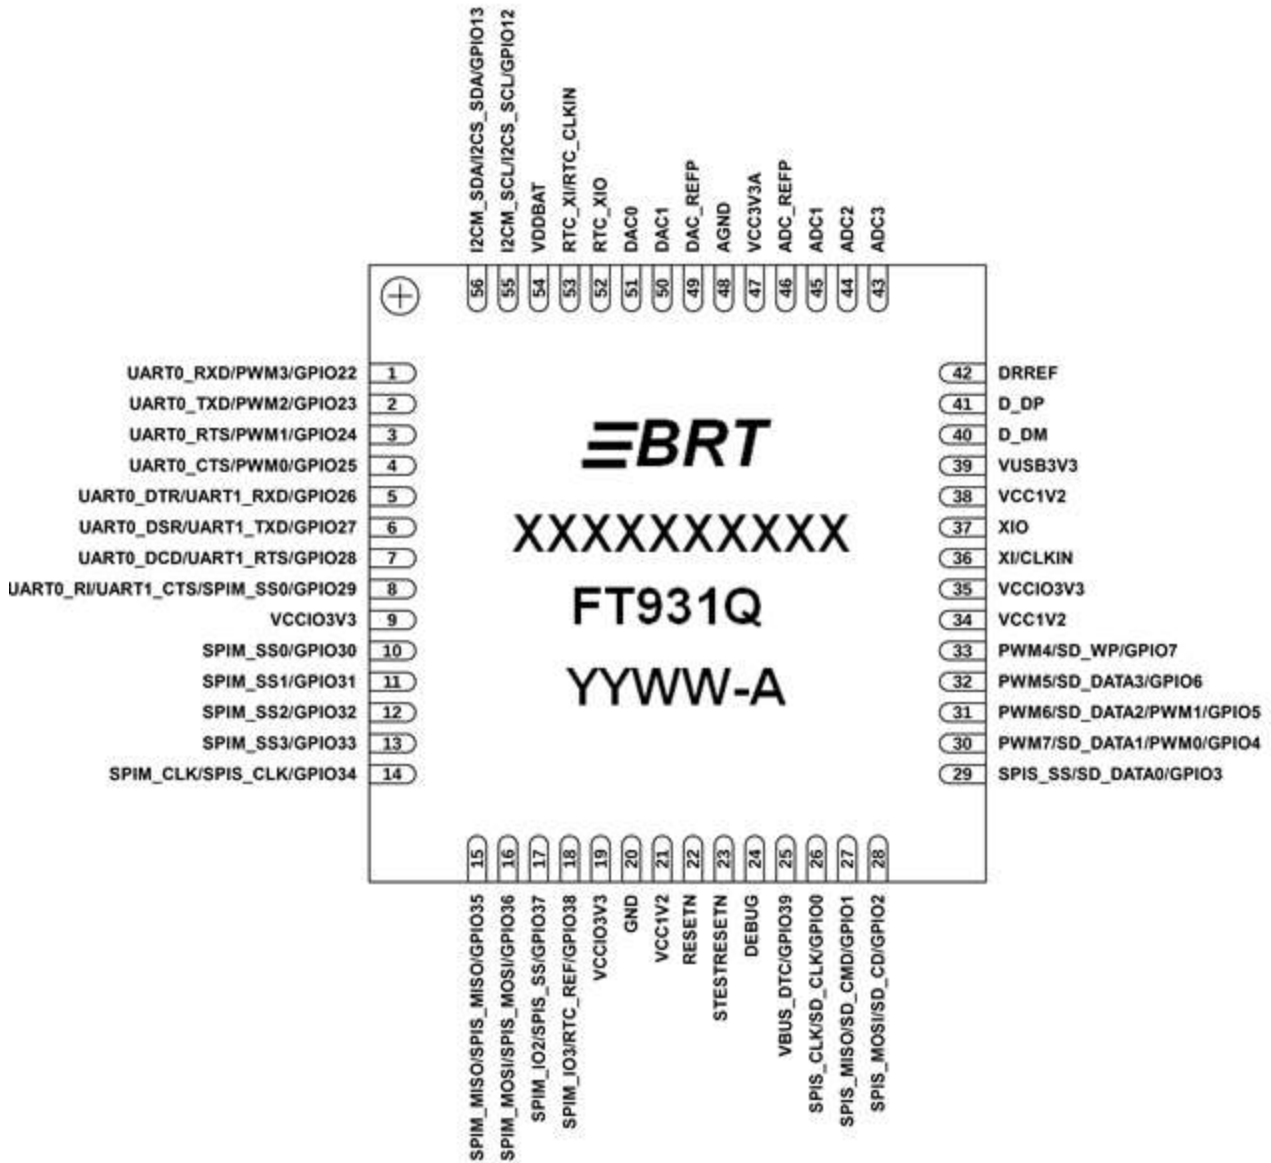 I2CM_SDA/I2CS_SDA/GPIO13
I2CM_SCL/I2CS_SCL/GPIO12
VDDBAT
RTC_XI/RTC_CLKIN
RTC_XIO
DAC0
DAC1
DAC_REFP
AGND
VCC3V3A
ADC_REFP
ADC1
ADC2
ADC3
56
55
54
53
52
51
50
49
48
47
46
45
44
43
UART0_RXD/PWM3/GPIO22 1
UART0_TXD/PWM2/GPIO23 2
UART0_RTS/PWM1/GPIO24 3
UART0_CTS/PWM0/GPIO25 4
UART0_DTR/UART1_RXD/GPIO26 5
UART0_DSR/UART1_TXD/GPIO27 6
UART0_DCD/UART1_RTS/GPIO28 7
UART0_RI/UART1_CTS/SPIM_SS0/GPIO29 8
VCCIO3V3 9
SPIM_SS0/GPIO30 10
SPIM_SS1/GPIO31 11
SPIM_SS2/GPIO32 12
SPIM_SS3/GPIO33 13
SPIM_CLK/SPIS_CLK/GPIO34 14
BRT
XXXXXXXXXX
FT931Q
YYWW-A
42 DRREF
41 D_DP
40 D_DM
39 VUSB3V3
38 VCC1V2
37 XIO
36 XI/CLKIN
35 VCCIO3V3
34 VCC1V2
33 PWM4/SD_WP/GPIO7
32 PWM5/SD_DATA3/GPIO6
31 PWM6/SD_DATA2/PWM1/GPIO5
30 PWM7/SD_DATA1/PWM0/GPIO4
29 SPIS_SS/SD_DATA0/GPIO3
15
16
17
18
19
20
21
22
23
24
25
26
27
28
SPIM_MISO/SPIS_MISO/GPIO35
SPIM_MOSI/SPIS_MOSI/GPIO36
SPIM_IO2/SPIS_SS/GPIO37
SPIM_IO3/RTC_REF/GPIO38
VCCIO3V3
GND
VCC1V2
RESETN
STESTRESETN
DEBUG
VBUS_DTC/GPIO39
SPIS_CLK/SD_CLK/GPIO0
SPIS_MISO/SD_CMD/GPIO1
SPIS_MOSI/SD_CD/GPIO2